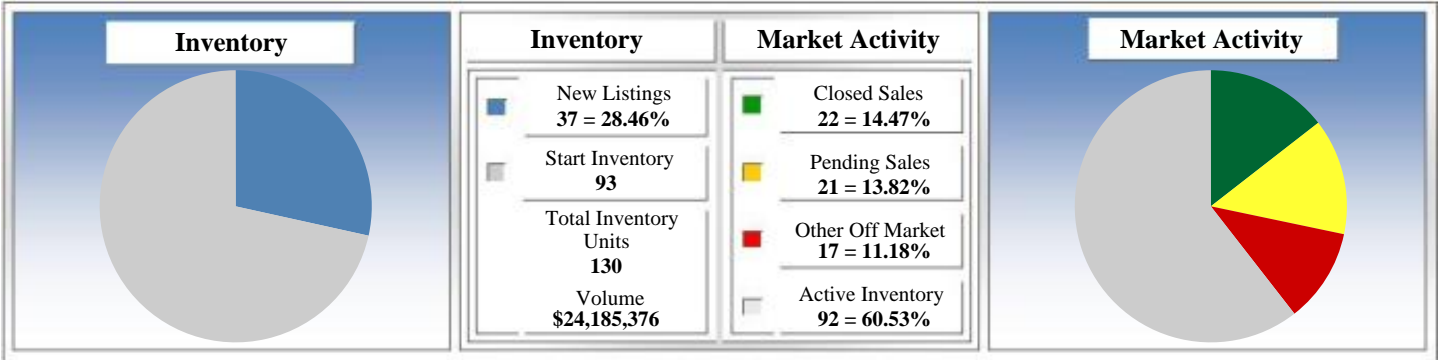 Inventory
Inventory
Market Activity
New Listings
37 = 28.46%
Start Inventory
93
Total Inventory
Units
130
Volume
$24,185,376
Closed Sales
22 = 14.47%
Pending Sales
21 = 13.82%
Other Off Market
17 = 11.18%
Active Inventory
92 = 60.53%
Market Activity